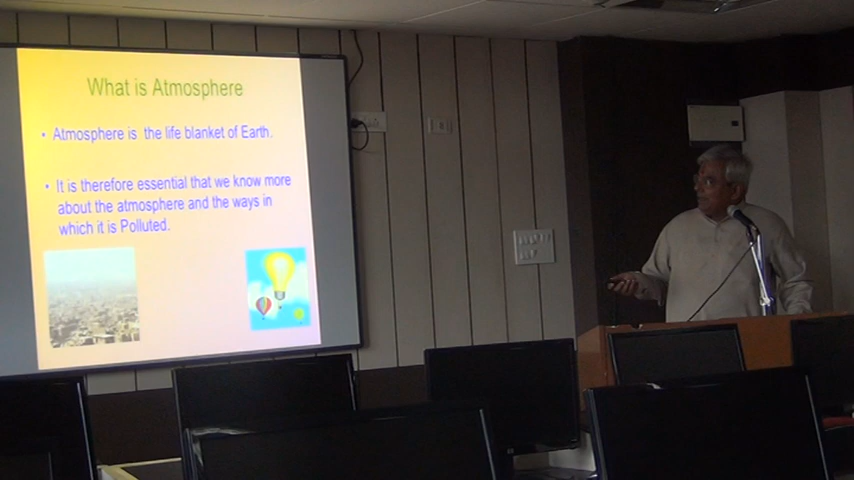 What is Atmosphere
• Atmosphere is the life blanket of Earth.
• It is therefore essential that we know more
about the atmosphere and the ways in
which it is Polluted.